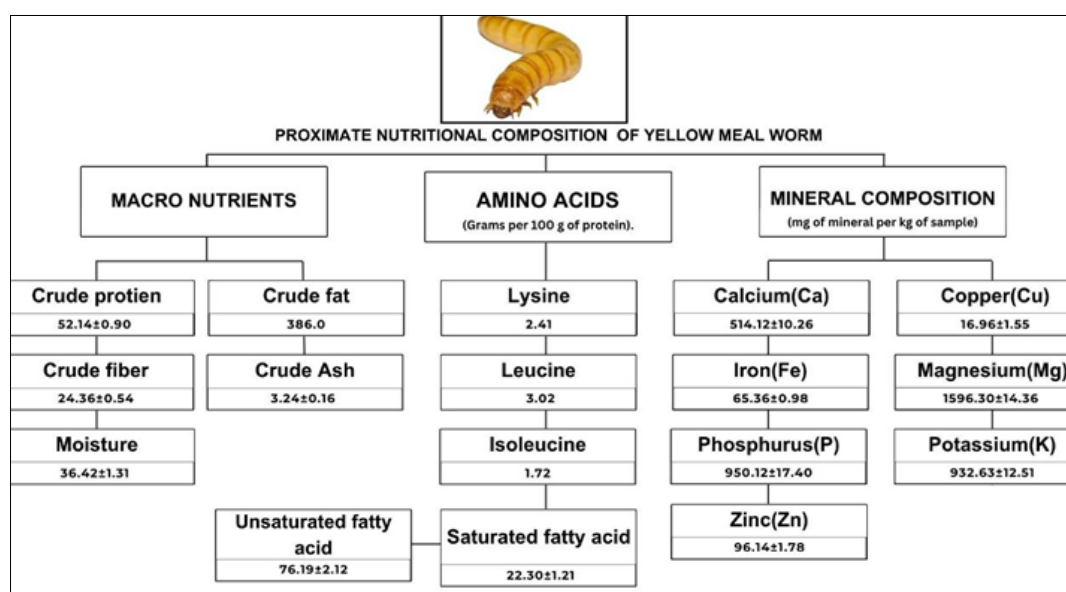 PROXIMATE NUTRITIONAL COMPOSITION OF YELLOW MEAL WORM
MACRO NUTRIENTS
Crude protien
52.14±0.90
Crude fat
386.0
Crude fiber
24.36±0.54
Crude Ash
3.24±0.16
Moisture
36.42±1.31
AMINO ACIDS
(Grams per 100 g of protein).
Lysine
2.41
Leucine
3.02
Isoleucine
1.72
Unsaturated fatty
acid
76.19±2.12
Saturated fatty acid
22.30±1.21
MINERAL COMPOSITION
(mg of mineral per kg of sample)
Calcium(Ca)
514.12±10.26
Copper(Cu)
16.96±1.55
Iron(Fe)
65.36±0.98
Magnesium(Mg)
1596.30±14.36
Phosphurus(P)
950.12±17.40
Potassium(K)
932.63±12.51
Zinc(Zn)
96.14±1.78